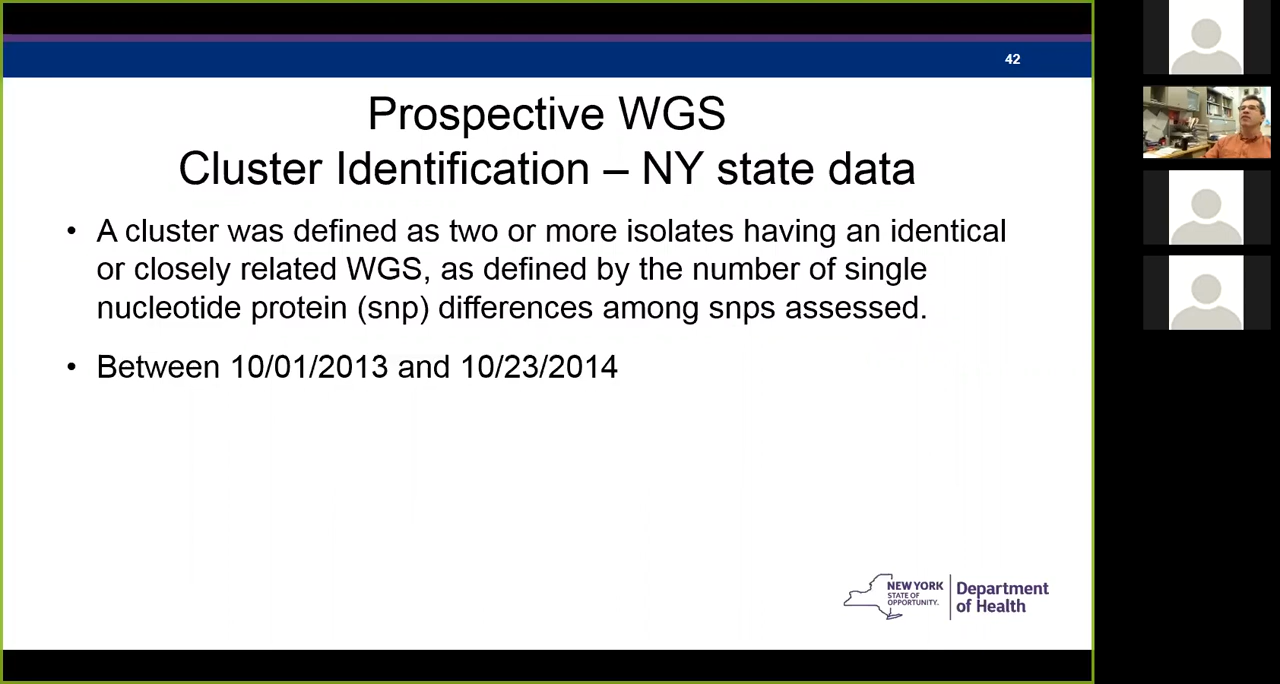 42
Prospective WGS
Cluster Identification – NY state data
• A cluster was defined as two or more isolates having an identical
or closely related WGS, as defined by the number of single
nucleotide protein (snp) differences among snps assessed.
• Between 10/01/2013 and 10/23/2014
NEW YORK
STATE OF
OPPORTUNITY.
Department
of Health